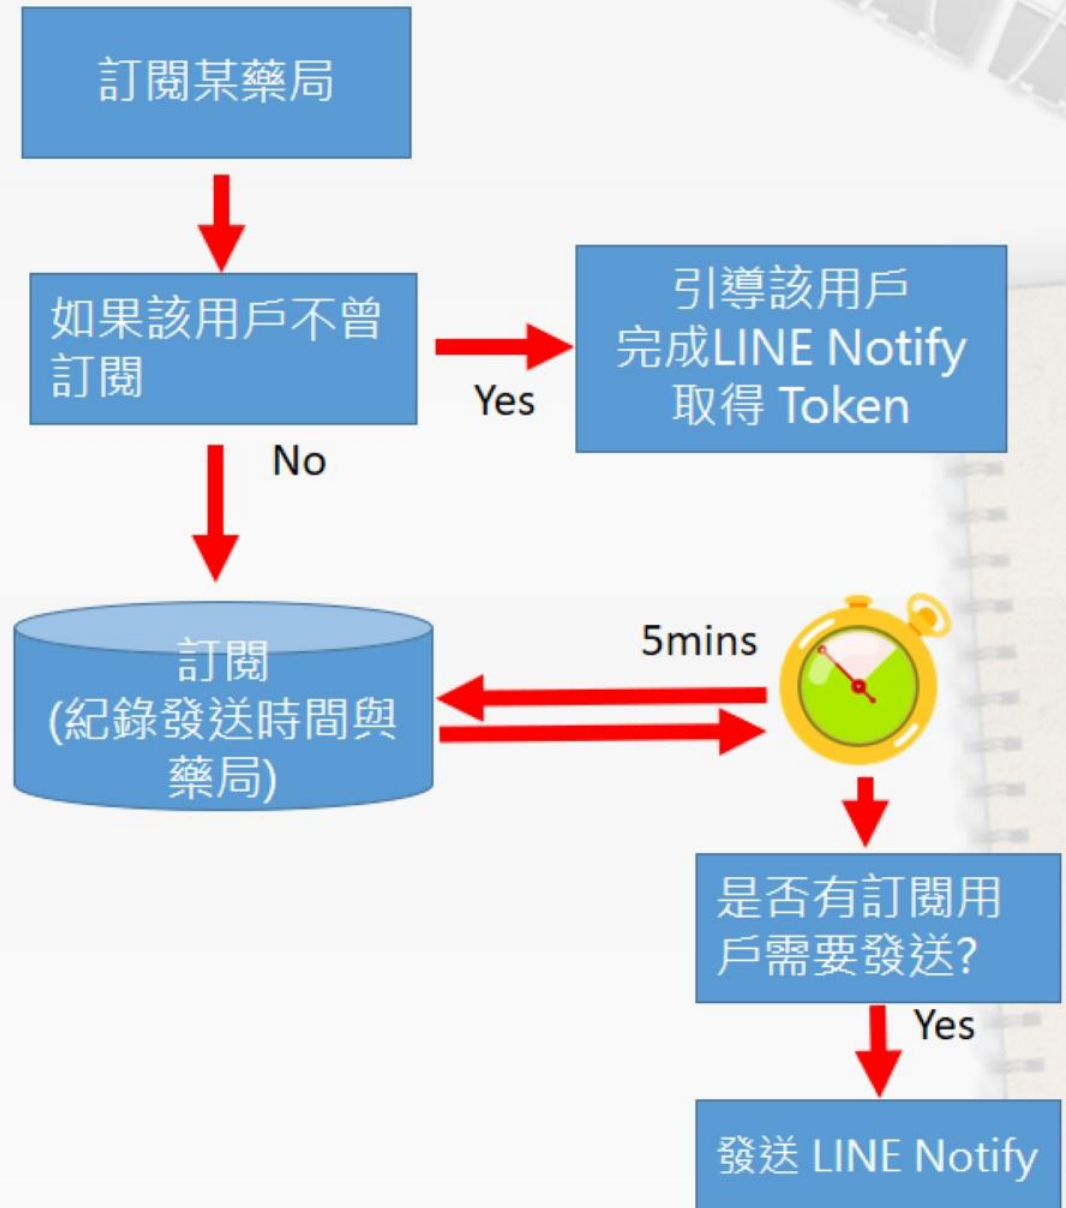 訂閱某藥局
如果該用戶不曾
訂閱
Yes
引導該用戶
完成LINE Notify
取得 Token
No
訂閱
(紀錄發送時間與
藥局)
5mins
是否有訂閱用
戶需要發送?
Yes
發送 LINE Notify